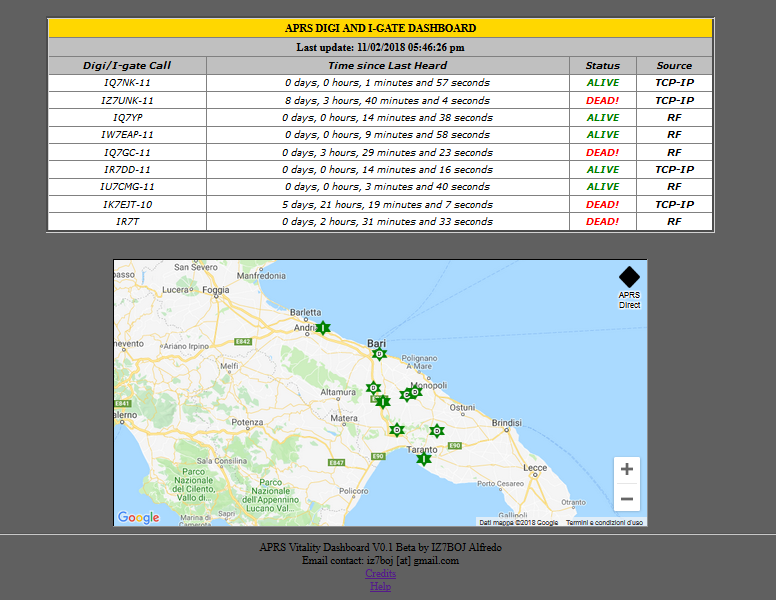 APRS DIGI AND I-GATE DASHBOARD
Last update: 11/02/2018 05:46:26 pm
Digi/I-gate Call Time since Last Heard Status Source
IQ7NK-11 0 days, 0 hours, 1 minutes and 57 seconds ALIVE TCP-IP
IZ7UNK-11 8 days, 3 hours, 40 minutes and 4 seconds DEAD! TCP-IP
IQ7YP 0 days, 0 hours, 14 minutes and 38 seconds ALIVE RF
IW7EAP-11 0 days, 0 hours, 9 minutes and 58 seconds ALIVE RF
IQ7GC-11 0 days, 3 hours, 29 minutes and 23 seconds DEAD! RF
IR7DD-11 0 days, 0 hours, 14 minutes and 16 seconds ALIVE TCP-IP
IU7CMG-11 0 days, 0 hours, 3 minutes and 40 seconds ALIVE RF
IK7EJT-10 5 days, 21 hours, 19 minutes and 7 seconds DEAD! TCP-IP
IR7T 0 days, 2 hours, 31 minutes and 33 seconds DEAD! RF
San Severo
Manfredonia
passo
Lucera
Foggia
APRS
Direct
Barletta
Andri
I
Bari
nevento
Ariano Irpino
E842
D
Polignano
A Mare
Melfi
Monopoli
Altamura
E841
Ostuni
Matera
alerno
Potenza
Brindisi
E90
Taranto
E90
Sala Consilina
E847
Lecce
Parco
Nazionale
del Cilento,
Vallo di...
Parco
Nazionale
dell'Appennino
Lucano Val...
Policoro
Porto Cesareo
+
−
Otranto
Sapri
Marina di
Camerota
Gallipoli
Google
Dati mappa ©2018 Google Termini e condizioni d'uso
APRS Vitality Dashboard V0.1 Beta by IZ7BOJ Alfredo
Email contact: iz7boj [at] gmail.com
Credits
Help